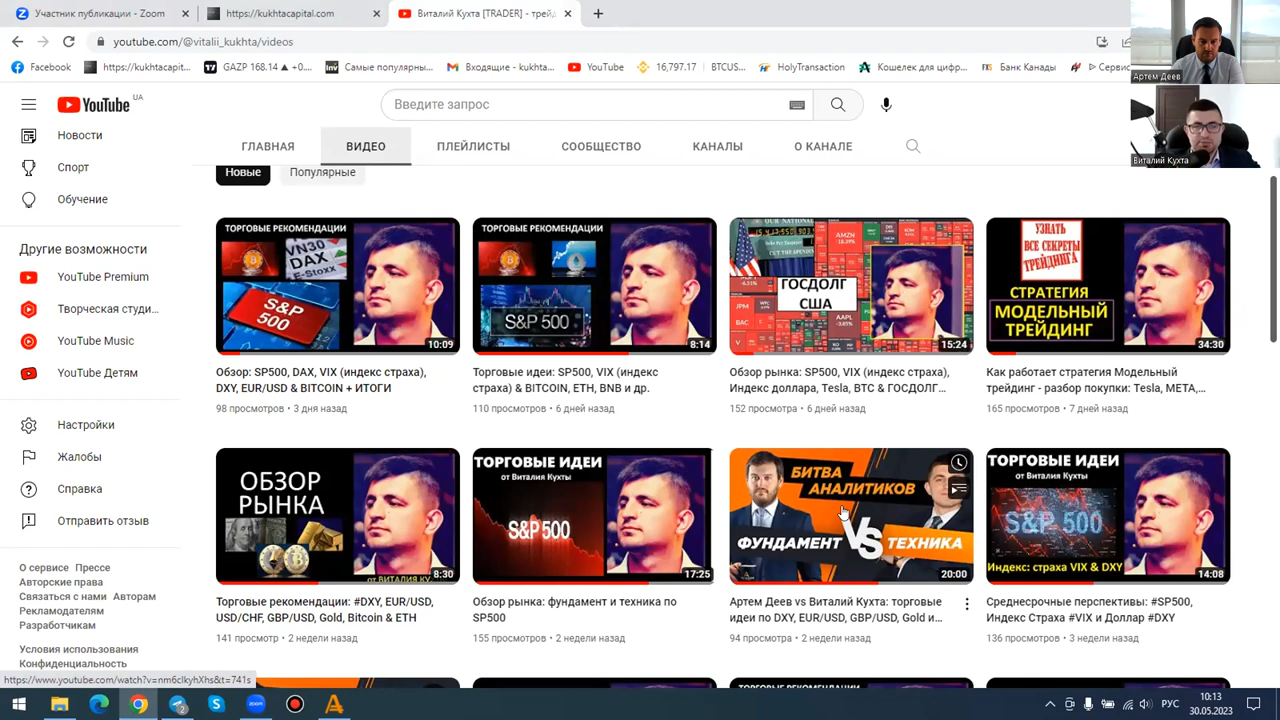 Участник публикации - Zoom
https://kukhtacapital.com
Виталий Кухта [TRADER] - трейд
youtube.com/@vitalii_kukhta/videos
Facebook
https://kukhtacapit...
GAZP 168.14 ▲ +0....
Самые популярны...
Входящие - kukhta...
YouTube
16,797.17 | BTCUS...
HolyTransaction
Кошелек для цифр...
Банк Канады
Сервис
Артем Деев
Виталий Кухта
YouTube UA
Введите запрос
Новости
Спорт
Обучение
Другие возможности
YouTube Premium
Творческая студи...
YouTube Music
YouTube Детям
Настройки
Жалобы
Справка
Отправить отзыв
О сервисе Прессе
Авторские права
Связаться с нами Авторам
Рекламодателям
Разработчикам
Условия использования
Конфиденциальность
ГЛАВНАЯ
ВИДЕО
ПЛЕЙЛИСТЫ
СООБЩЕСТВО
КАНАЛЫ
О КАНАЛЕ
Новые
Популярные
ТОРГОВЫЕ РЕКОМЕНДАЦИИ
VN30
DAX
E-Stoxx
S&P
500
10:09
Обзор: SP500, DAX, VIX (индекс страха),
DXY, EUR/USD & BITCOIN + ИТОГИ
98 просмотров • 3 дня назад
ТОРГОВЫЕ РЕКОМЕНДАЦИИ
S&P 500
8:14
Торговые идеи: SP500, VIX (индекс
страха) & BITCOIN, ETH, BNB и др.
110 просмотров • 6 дней назад
OUR NATIONAL
AMZN
JPM
BAC
V
AAPL
-3.65%
ГОСДОЛГ
США
15:24
Обзор рынка: SP500, VIX (индекс страха),
Индекс доллара, Tesla, BTC & ГОСДОЛГ...
152 просмотра • 6 дней назад
УЗНАТЬ
ВСЕ СЕКРЕТЫ
ТРЕЙДИНГА
СТРАТЕГИЯ
МОДЕЛЬНЫЙ
ТРЕЙДИНГ
34:30
Как работает стратегия Модельный
трейдинг - разбор покупки: Tesla, META,...
165 просмотров • 7 дней назад
ОБЗОР
РЫНКА
от ВИТАЛИЯ КУ
8:30
Торговые рекомендации: #DXY, EUR/USD,
USD/CHF, GBP/USD, Gold, Bitcoin & ETH
141 просмотр • 2 недели назад
ТОРГОВЫЕ ИДЕИ
от Виталия Кухты
S&P 500
17:25
Обзор рынка: фундамент и техника по
SP500
155 просмотров • 2 недели назад
БИТВА
АНАЛИТИКОВ
ФУНДАМЕНТ VS ТЕХНИКА
20:00
Артем Деев vs Виталий Кухта: торговые
идеи по DXY, EUR/USD, GBP/USD, Gold и...
94 просмотра • 2 недели назад
ТОРГОВЫЕ ИДЕИ
от Виталия Кухты
S&P 500
Индекс: страха VIX & DXY
14:08
Среднесрочные перспективы: #SP500,
Индекс Страха #VIX и Доллар #DXY
136 просмотров • 3 недели назад
https://www.youtube.com/watch?v=nm6clkyhXhs&t=741s
РУС
10:13
30.05.2023